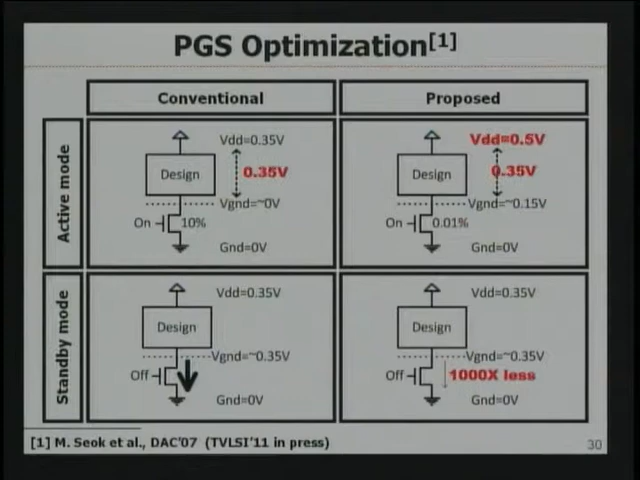 PGS Optimization[1]
Conventional
Proposed
Active mode
Vdd=0.35V
Design
0.35V
Vgnd=~0V
On
10%
Gnd=0V
Vdd=0.5V
Design
0.35V
Vgnd=~0.15V
On
0.01%
Gnd=0V
Standby mode
Vdd=0.35V
Design
Vgnd=~0.35V
Off
Gnd=0V
Vdd=0.35V
Design
Vgnd=~0.35V
Off
1000X less
Gnd=0V
[1] M. Seok et al., DAC'07 (TVLSI'11 in press)
30